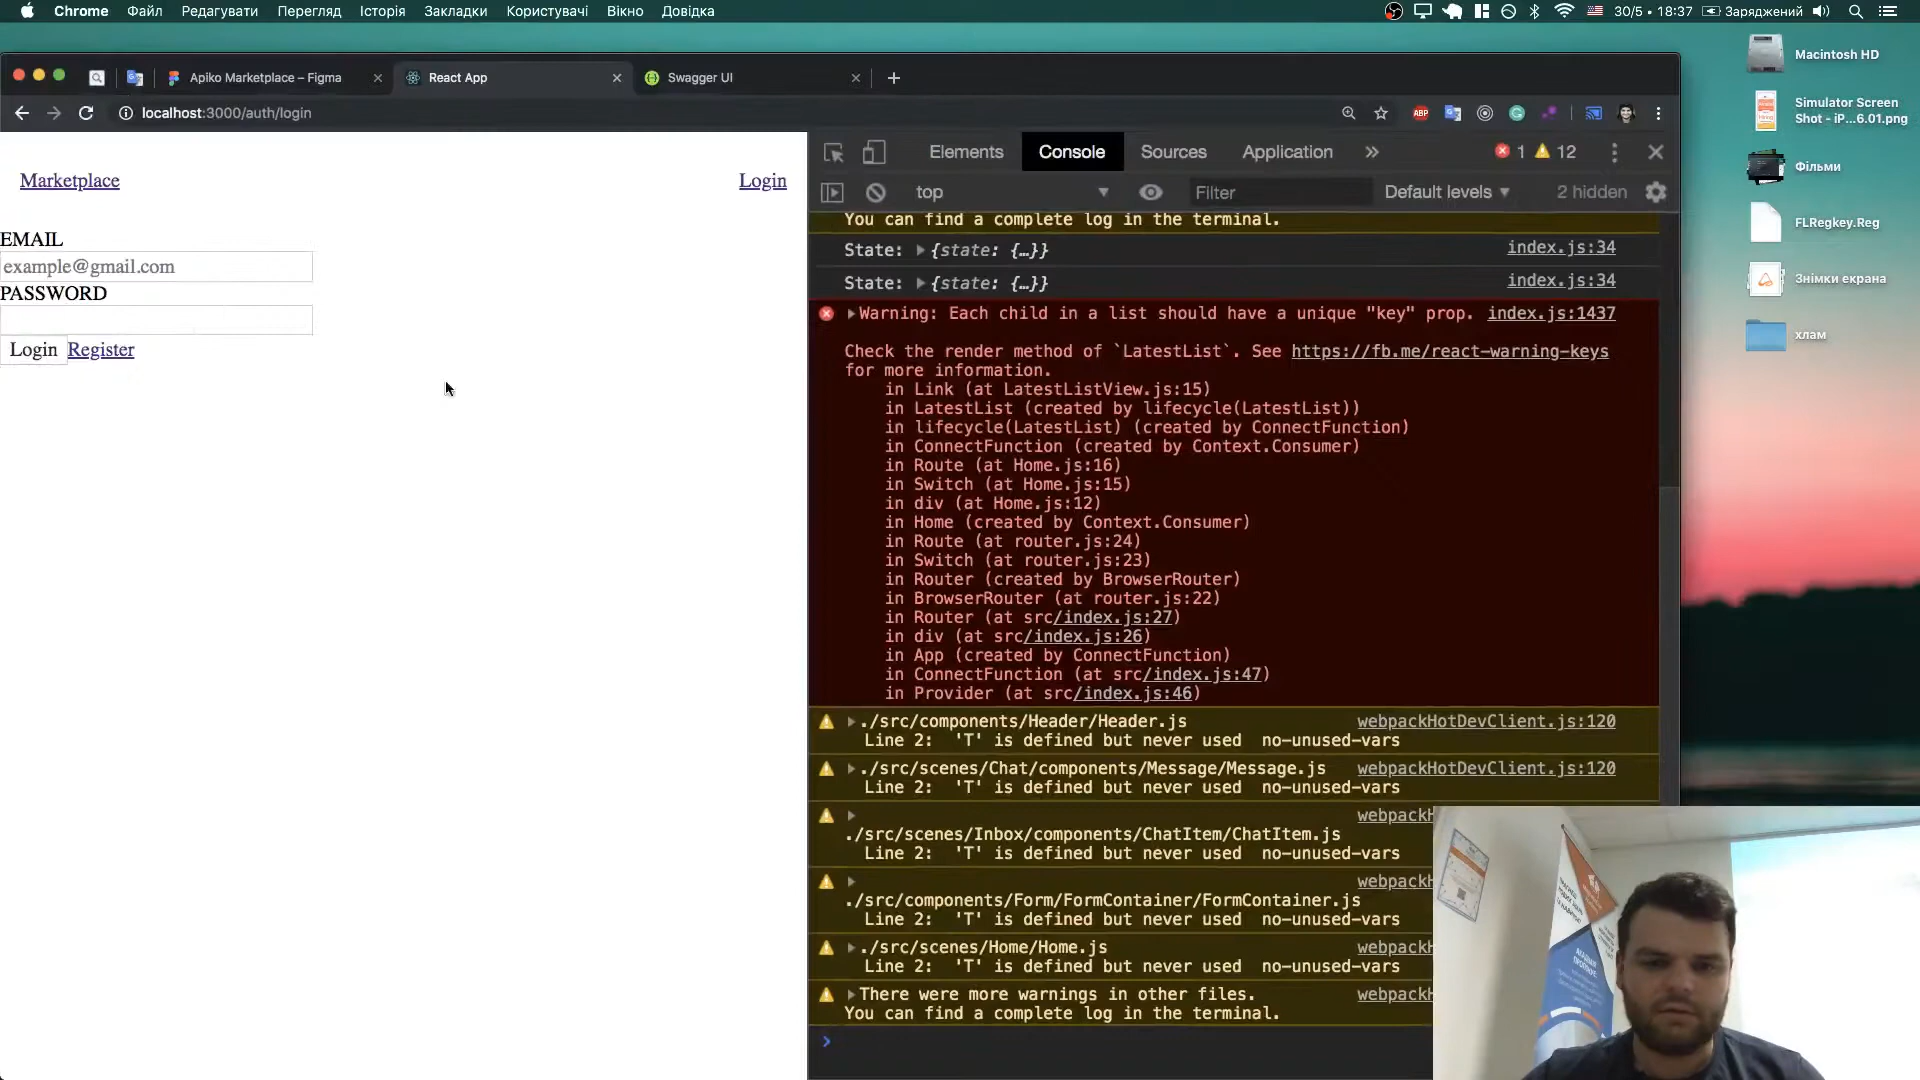 Chrome Файл Редагувати Перегляд Історія Закладки Користувачі Вікно Довідка 30/5 • 18:37 Заряджений
Apiko Marketplace – Figma React App Swagger UI
localhost:3000/auth/login ABP
Macintosh HD
Simulator Screen
Shot - iP...6.01.png
Фільми
FLRegkey.Reg
Знімки екрана
хлам
Marketplace Login
EMAIL
example@gmail.com
PASSWORD
Login Register
Elements Console Sources Application » 1 12
top Filter Default levels 2 hidden
You can find a complete log in the terminal.
State: {state: {…}} index.js:34
State: {state: {…}} index.js:34
Warning: Each child in a list should have a unique "key" prop. index.js:1437
Check the render method of `LatestList`. See https://fb.me/react-warning-keys
for more information.
in Link (at LatestListView.js:15)
in LatestList (created by lifecycle(LatestList))
in lifecycle(LatestList) (created by ConnectFunction)
in ConnectFunction (created by Context.Consumer)
in Route (at Home.js:16)
in Switch (at Home.js:15)
in div (at Home.js:12)
in Home (created by Context.Consumer)
in Route (at router.js:24)
in Switch (at router.js:23)
in Router (created by BrowserRouter)
in BrowserRouter (at router.js:22)
in Router (at src/index.js:27)
in div (at src/index.js:26)
in App (created by ConnectFunction)
in ConnectFunction (at src/index.js:47)
in Provider (at src/index.js:46)
./src/components/Header/Header.js webpackHotDevClient.js:120
Line 2: 'T' is defined but never used no-unused-vars
./src/scenes/Chat/components/Message/Message.js webpackHotDevClient.js:120
Line 2: 'T' is defined but never used no-unused-vars
webpackH
./src/scenes/Inbox/components/ChatItem/ChatItem.js
Line 2: 'T' is defined but never used no-unused-vars
webpackH
./src/components/Form/FormContainer/FormContainer.js
Line 2: 'T' is defined but never used no-unused-vars
./src/scenes/Home/Home.js webpackH
Line 2: 'T' is defined but never used no-unused-vars
There were more warnings in other files. webpackH
You can find a complete log in the terminal.